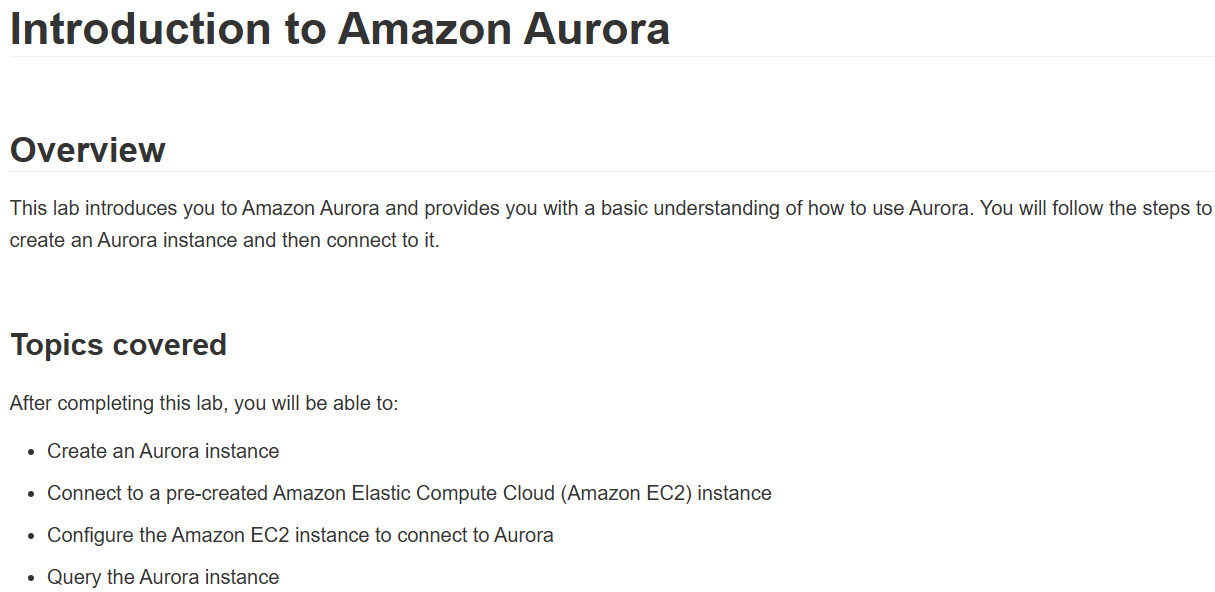 Introduction to Amazon Aurora
Overview
This lab introduces you to Amazon Aurora and provides you with a basic understanding of how to use Aurora. You will follow the steps to
create an Aurora instance and then connect to it.
Topics covered
After completing this lab, you will be able to:
• Create an Aurora instance
• Connect to a pre-created Amazon Elastic Compute Cloud (Amazon EC2) instance
• Configure the Amazon EC2 instance to connect to Aurora
• Query the Aurora instance